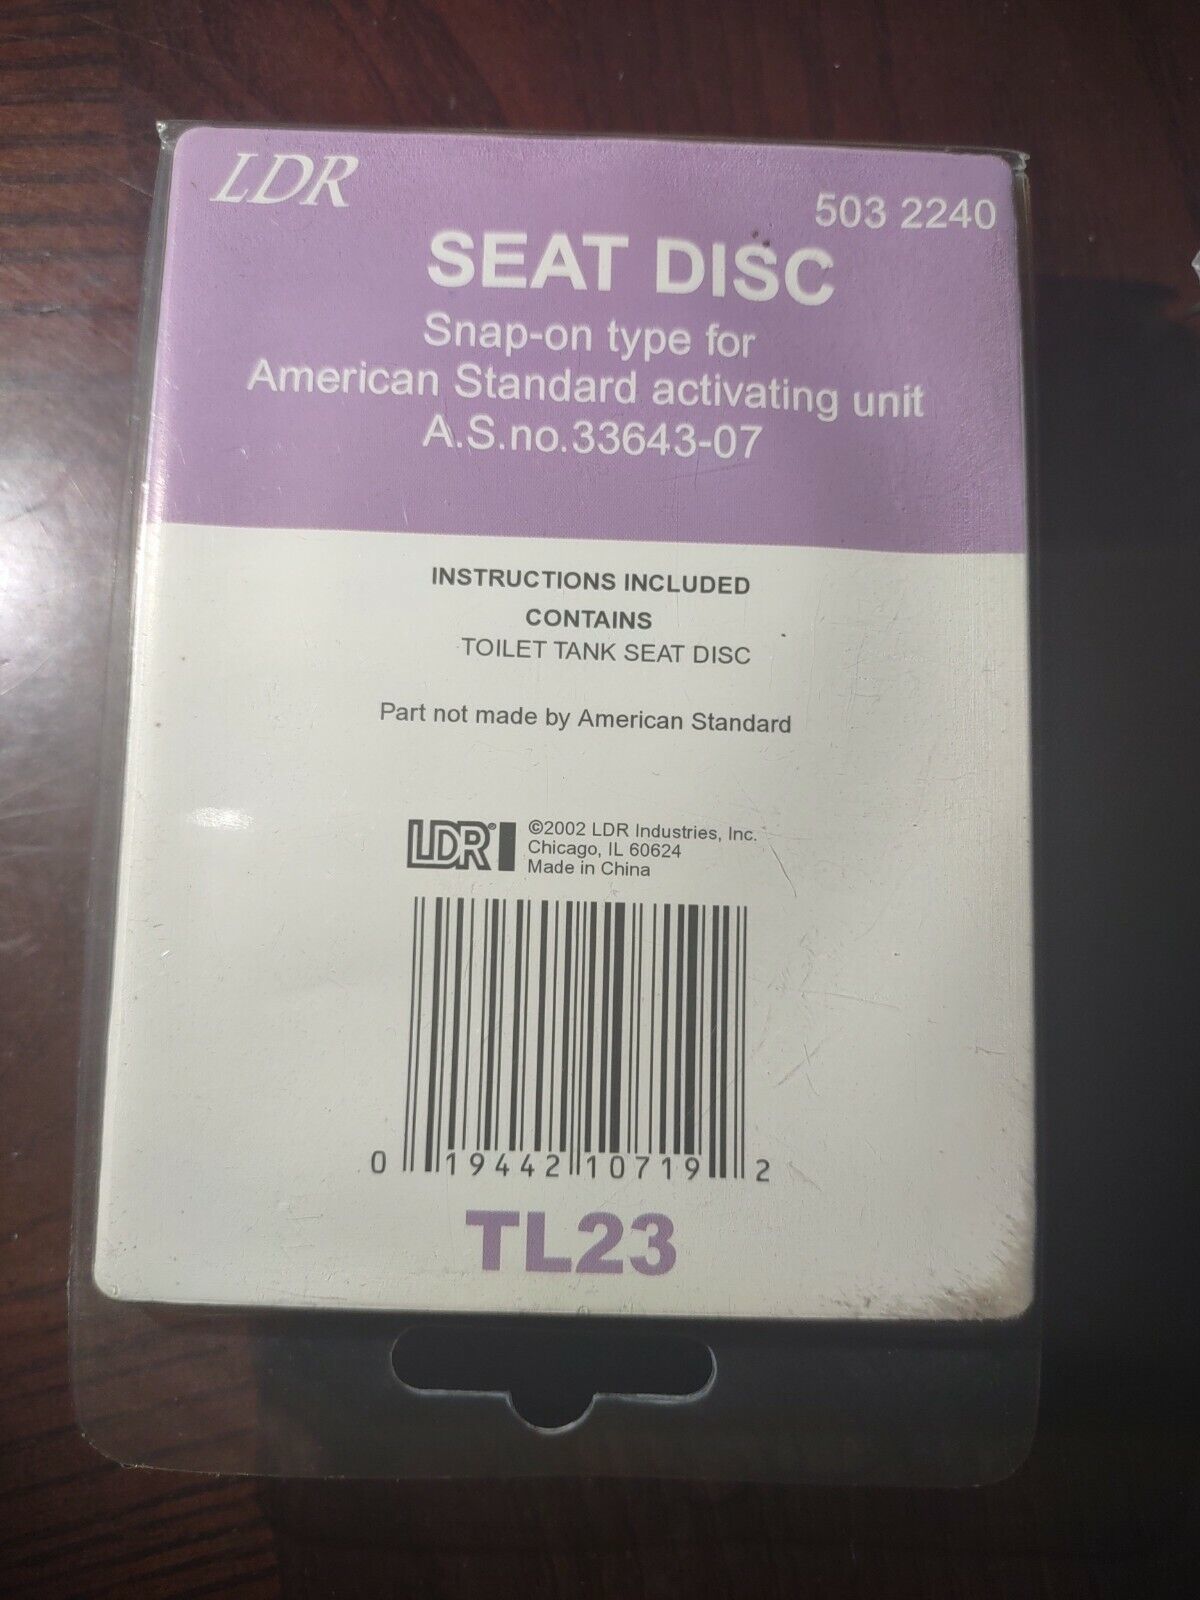 LDR
503 2240
SEAT DISC
Snap-on type for
American Standard activating unit
A.S.no.33643-07
INSTRUCTIONS INCLUDED
CONTAINS
TOILET TANK SEAT DISC
Part not made by American Standard
LDR® ©2002 LDR Industries, Inc.
Chicago, IL 60624
Made in China
0 19442 10719 2
TL23